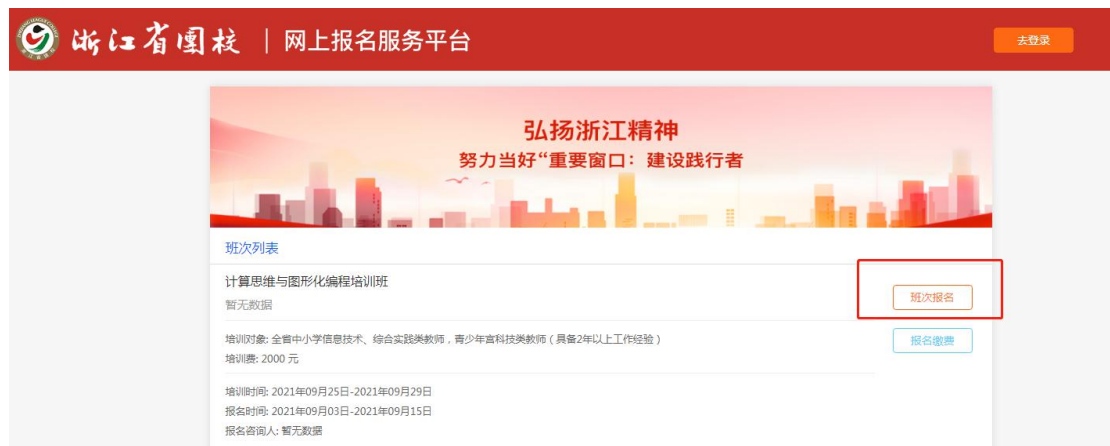 浙江省团校 | 网上报名服务平台
去登录
弘扬浙江精神
努力当好“重要窗口：建设践行者
班次列表
计算思维与图形化编程培训班
暂无数据
班次报名
培训对象: 全省中小学信息技术、综合实践类教师，青少年宫科技类教师（具备2年以上工作经验）
报名缴费
培训费: 2000 元
培训时间: 2021年09月25日-2021年09月29日
报名时间: 2021年09月03日-2021年09月15日
报名咨询人: 暂无数据